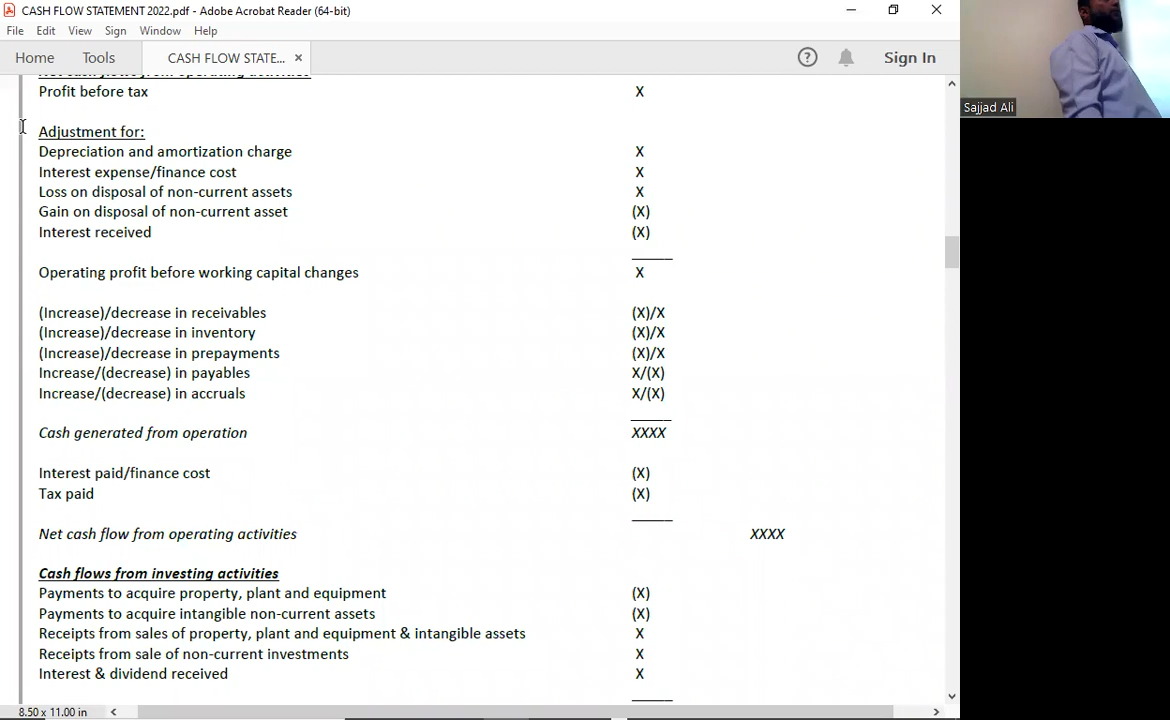 CASH FLOW STATEMENT 2022.pdf - Adobe Acrobat Reader (64-bit)
File Edit View Sign Window Help
Home Tools CASH FLOW STATE... × Sign In
Net cash flows from operating activities
Profit before tax X
Adjustment for:
Depreciation and amortization charge X
Interest expense/finance cost X
Loss on disposal of non-current assets X
Gain on disposal of non-current asset (X)
Interest received (X)
Operating profit before working capital changes X
(Increase)/decrease in receivables (X)/X
(Increase)/decrease in inventory (X)/X
(Increase)/decrease in prepayments (X)/X
Increase/(decrease) in payables X/(X)
Increase/(decrease) in accruals X/(X)
Cash generated from operation XXXX
Interest paid/finance cost (X)
Tax paid (X)
Net cash flow from operating activities XXXX
Cash flows from investing activities
Payments to acquire property, plant and equipment (X)
Payments to acquire intangible non-current assets (X)
Receipts from sales of property, plant and equipment & intangible assets X
Receipts from sale of non-current investments X
Interest & dividend received X
8.50 x 11.00 in
Sajjad Ali